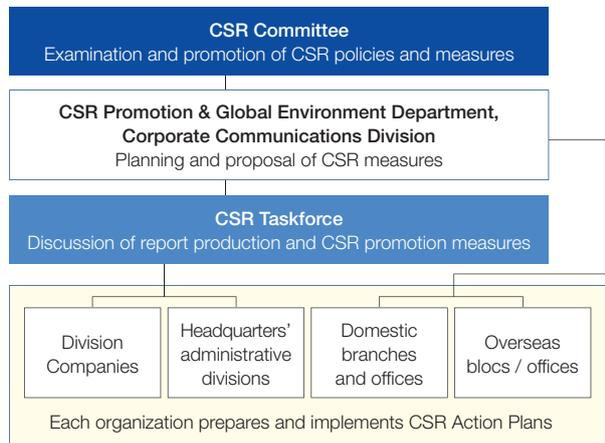 CSR Committee
Examination and promotion of CSR policies and measures
CSR Promotion & Global Environment Department,
Corporate Communications Division
Planning and proposal of CSR measures
CSR Taskforce
Discussion of report production and CSR promotion measures
Division
Companies
Headquarters’
administrative
divisions
Domestic
branches
and offices
Overseas
blocs / offices
Each organization prepares and implements CSR Action Plans